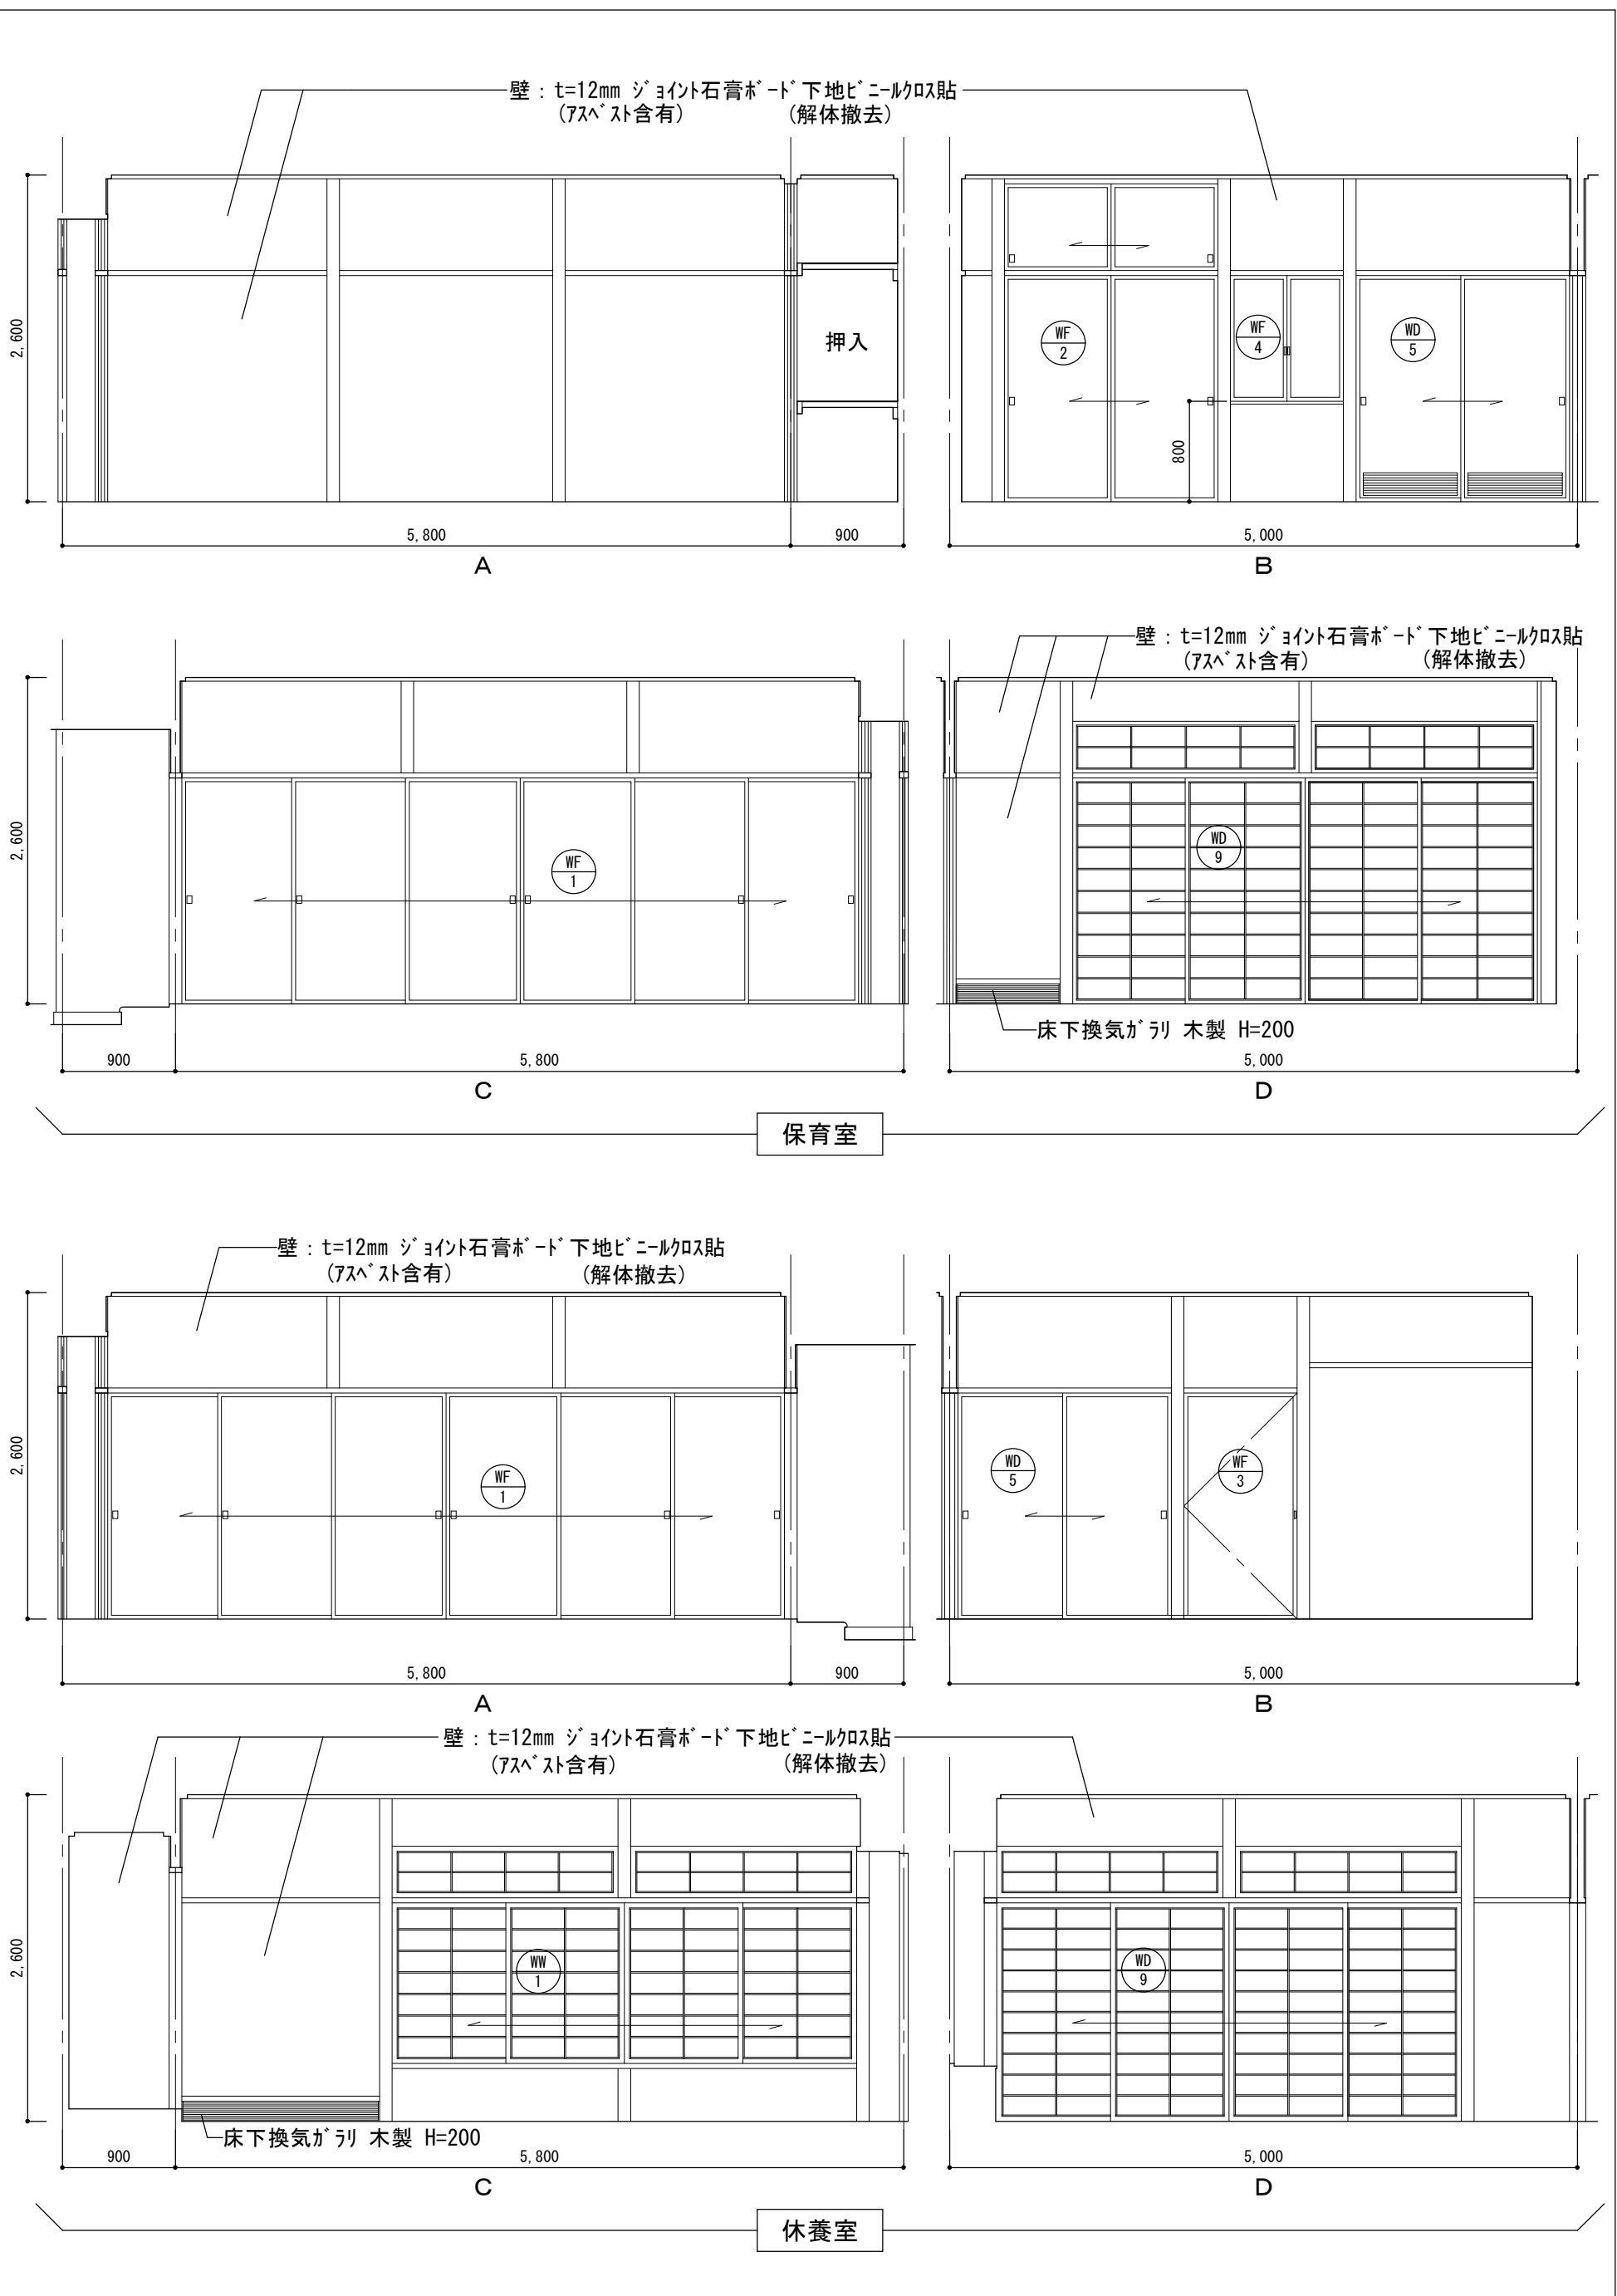 壁：t=12mm ジョイント石膏ボード下地ビニールクロス貼
(アスベスト含有) (解体撤去)
2,600
押入
WF
2
WF
4
WD
5
800
5,800
900
5,000
A
B
壁：t=12mm ジョイント石膏ボード下地ビニールクロス貼
(アスベスト含有) (解体撤去)
2,600
WF
1
WD
9
床下換気ガラリ 木製 H=200
900
5,800
5,000
C
D
保育室
壁：t=12mm ジョイント石膏ボード下地ビニールクロス貼
(アスベスト含有) (解体撤去)
2,600
WF
1
WD
5
WF
3
5,800
900
5,000
A
B
壁：t=12mm ジョイント石膏ボード下地ビニールクロス貼
(アスベスト含有) (解体撤去)
2,600
WW
1
WD
9
床下換気ガラリ 木製 H=200
900
5,800
5,000
C
D
休養室